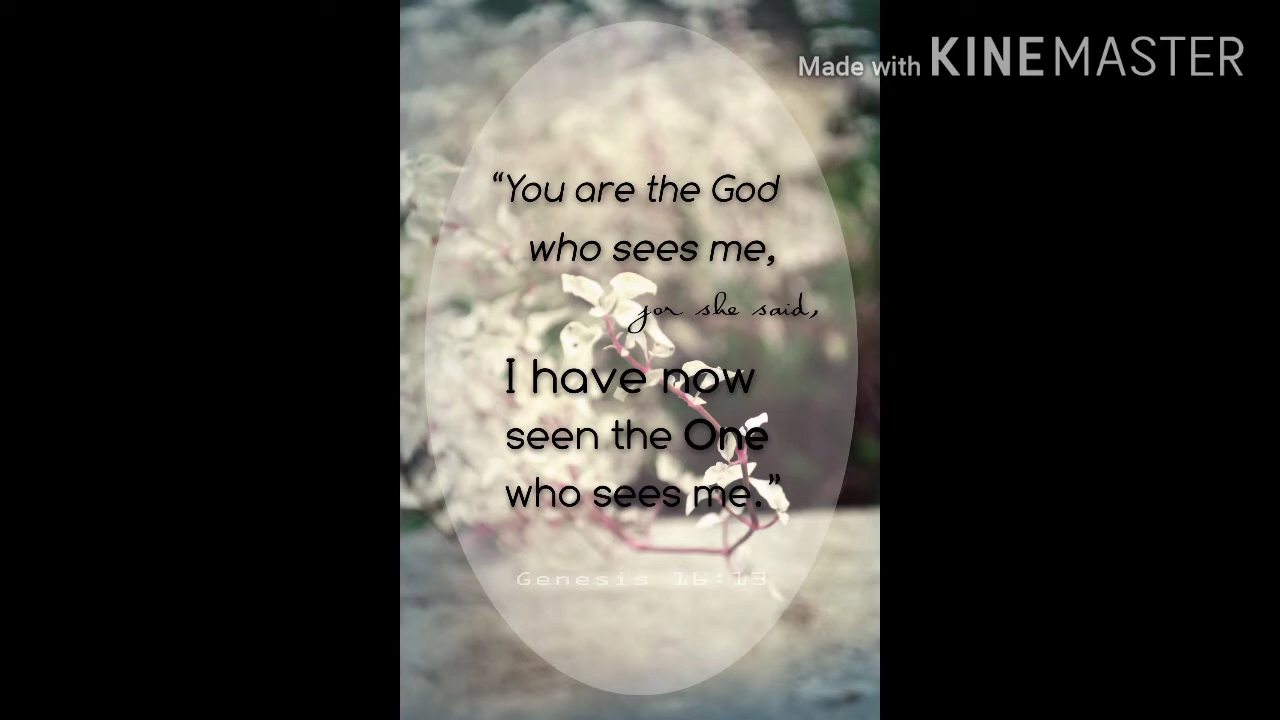 Made with KINEMASTER
“You are the God
who sees me,
for she said,
I have now
seen the One
who sees me.”
Genesis 16:13